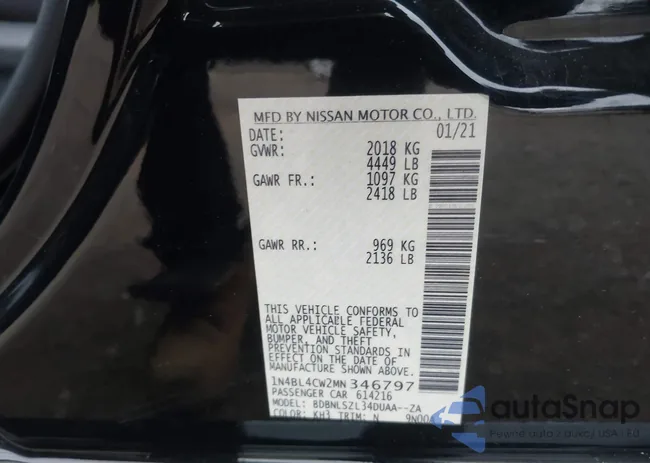 MFD BY NISSAN MOTOR CO., LTD.
DATE: 01/21
GVWR: 2018 KG
4449 LB
GAWR FR.: 1097 KG
2418 LB
GAWR RR.: 969 KG
2136 LB
THIS VEHICLE CONFORMS TO
ALL APPLICABLE FEDERAL
MOTOR VEHICLE SAFETY,
BUMPER, AND THEFT
PREVENTION STANDARDS IN
EFFECT ON THE DATE OF
MANUFACTURE SHOWN ABOVE.
1N4BL4CW2MN346797
PASSENGER CAR 614216
MODEL: BDBNLSZL34DUAA--ZA
COLOR: KH3 TRIM: N
autoSnap